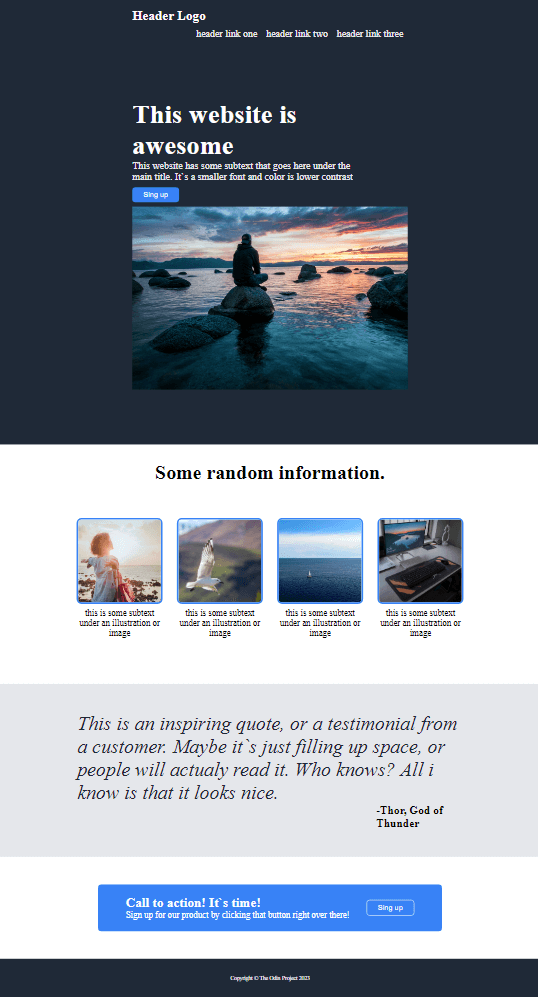 Header Logo
header link one header link two header link three
This website is
awesome
This website has some subtext that goes here under the
main title. It`s a smaller font and color is lower contrast
Sing up
Some random information.
this is some subtext
under an illustration or
image
this is some subtext
under an illustration or
image
this is some subtext
under an illustration or
image
this is some subtext
under an illustration or
image
This is an inspiring quote, or a testimonial from
a customer. Maybe it`s just filling up space, or
people will actualy read it. Who knows? All i
know is that it looks nice.
-Thor, God of
Thunder
Call to action! It`s time!
Sign up for our product by clicking that button right over there!
Sing up
Copyright © The Odin Project 2023